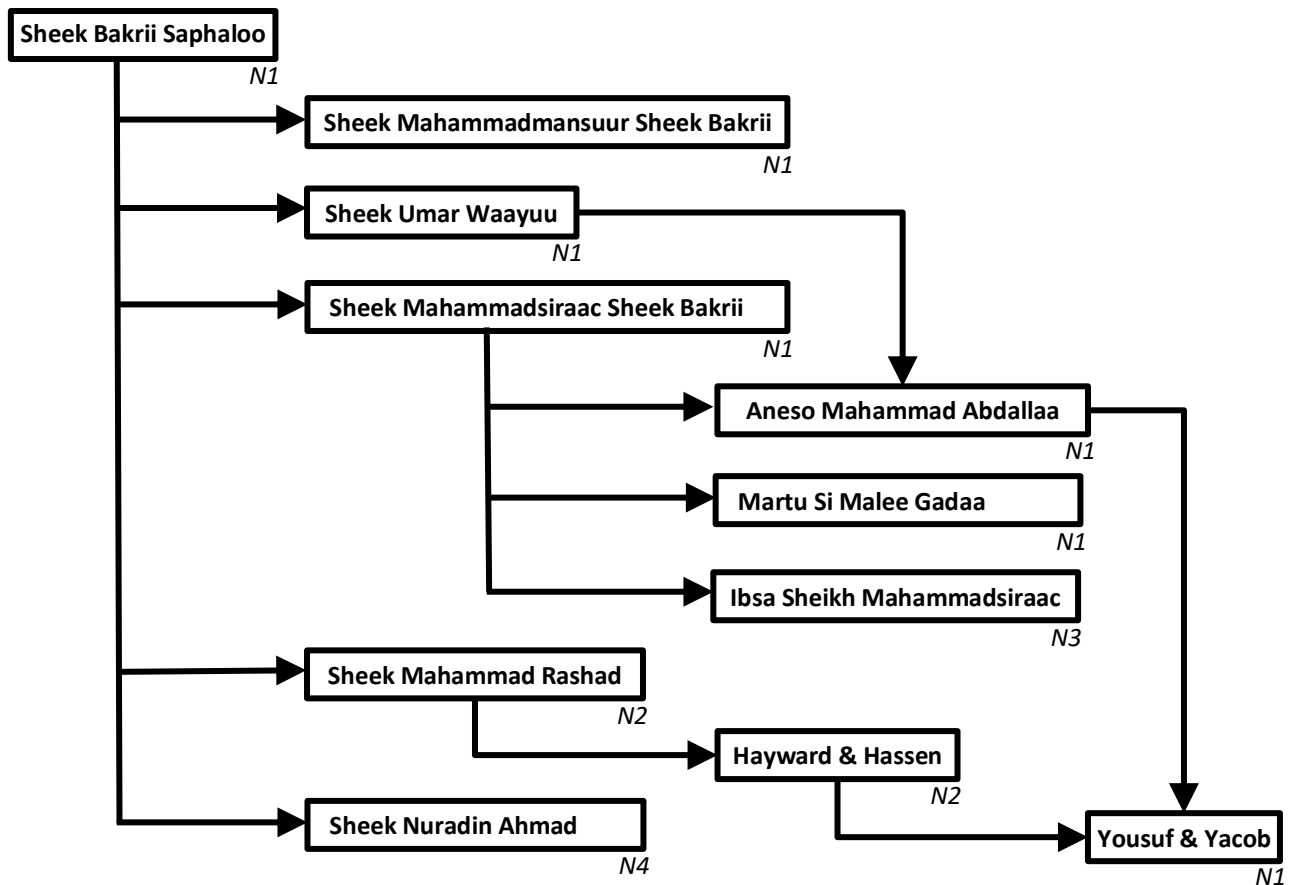 Sheek Bakrii Saphaloo
N1
Sheek Mahammadmansuur Sheek Bakrii
N1
Sheek Umar Waayuu
N1
Sheek Mahammadsiraac Sheek Bakrii
N1
Aneso Mahammad Abdallaa
N1
Martu Si Malee Gadaa
N1
Ibsa Sheikh Mahammadsiraac
N3
Sheek Mahammad Rashad
N2
Hayward & Hassen
N2
Sheek Nuradin Ahmad
N4
Yousuf & Yacob
N1